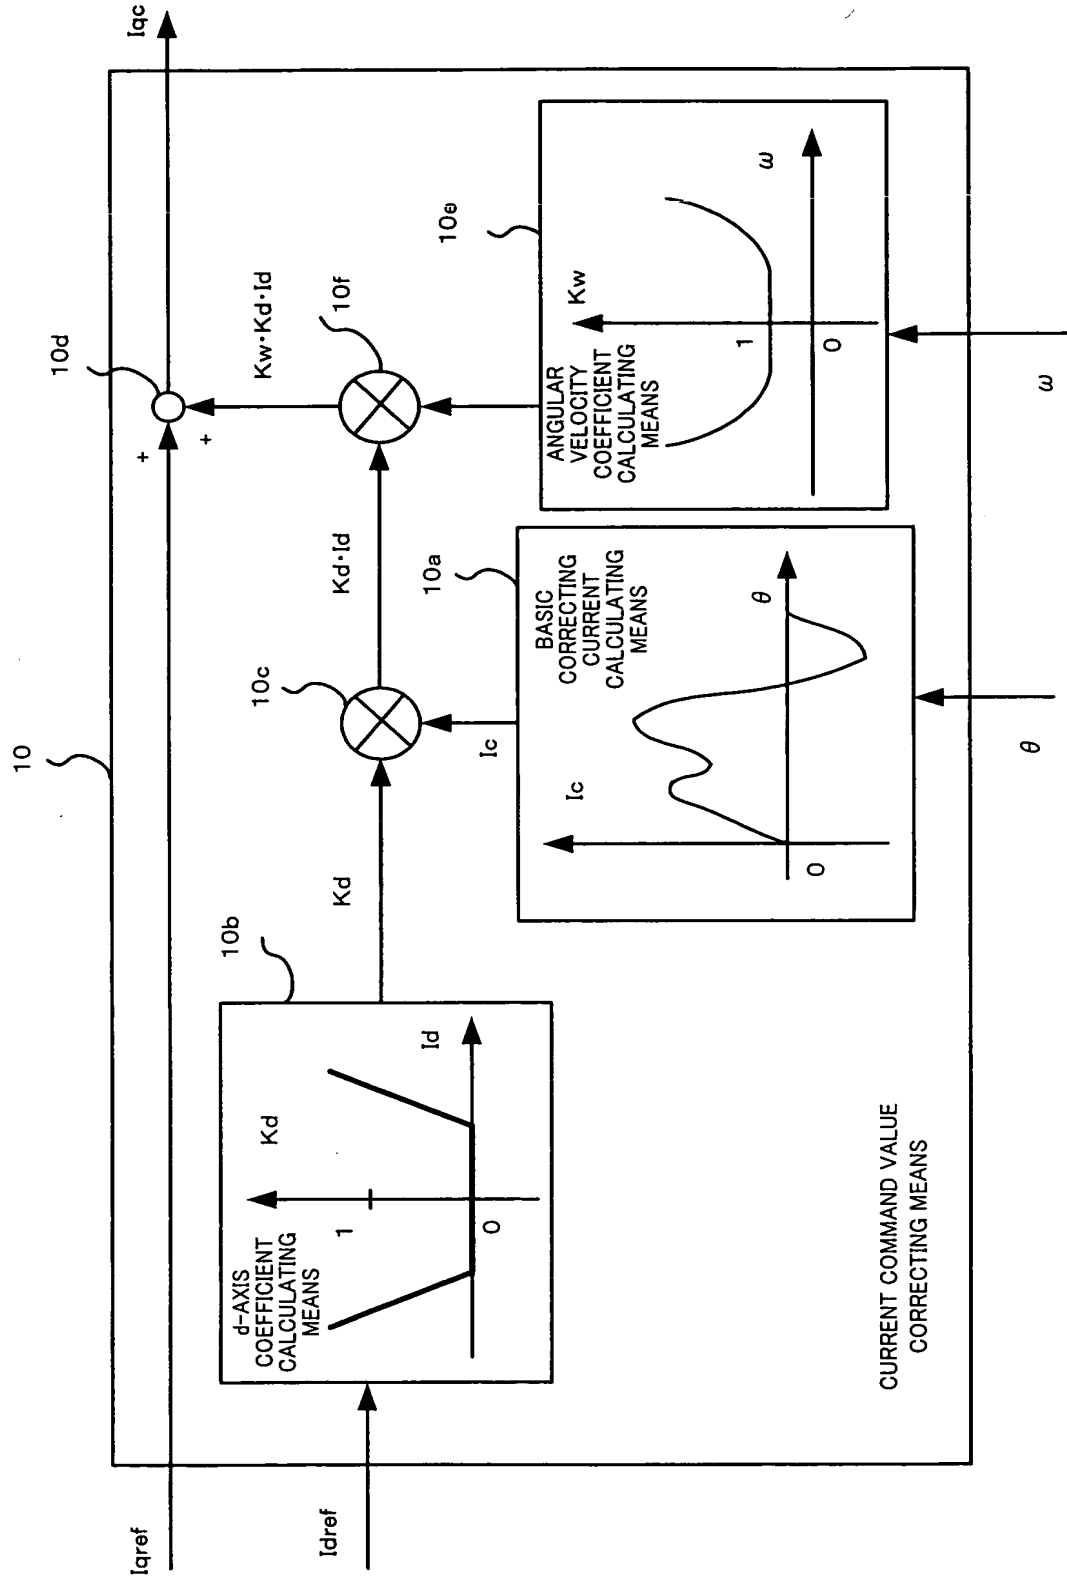 10
Iqref
Iqc
10d
+
+
Kw·Kd·Id
10f
Idref
10b
d-AXIS
COEFFICIENT
CALCULATING
MEANS
Kd
1
0
Id
Kd
10c
Kd·Id
Ic
10a
BASIC
CORRECTING
CURRENT
CALCULATING
MEANS
Ic
θ
0
θ
10e
ANGULAR
VELOCITY
COEFFICIENT
CALCULATING
MEANS
Kw
1
0
ω
ω
CURRENT COMMAND VALUE
CORRECTING MEANS